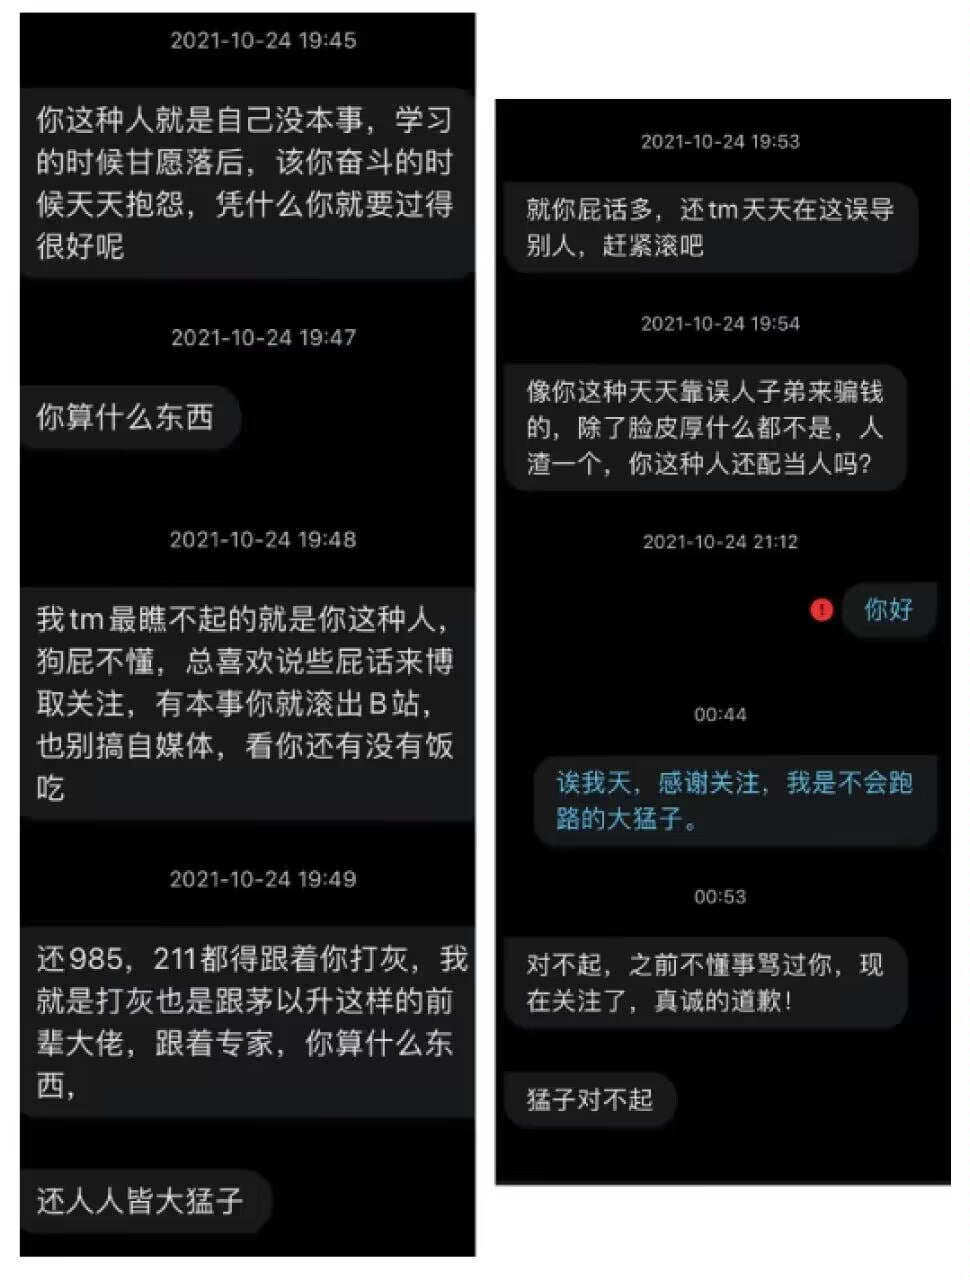 2021-10-24 19:45
你这种人就是自己没本事，学习
的时候甘愿落后，该你奋斗的时
候天天抱怨，凭什么你就要过得
很好呢
2021-10-24 19:47
你算什么东西
2021-10-24 19:48
我tm最瞧不起的就是你这种人，
狗屁不懂，总喜欢说些屁话来博
取关注，有本事你就滚出B站，
也别搞自媒体，看你还有没有饭
吃
2021-10-24 19:49
还985，211都得跟着你打灰，我
就是打灰也是跟茅以升这样的前
辈大佬，跟着专家，你算什么东
西，
还人人皆大猛子
2021-10-24 19:53
就你屁话多，还tm天天在这误导
别人，赶紧滚吧
2021-10-24 19:54
像你这种天天靠误人子弟来骗钱
的，除了脸皮厚什么都不是，人
渣一个，你这种人还配当人吗？
2021-10-24 21:12
你好
00:44
诶我天，感谢关注，我是不会跑
路的大猛子。
00:53
对不起，之前不懂事骂过你，现
在关注了，真诚的道歉！
猛子对不起